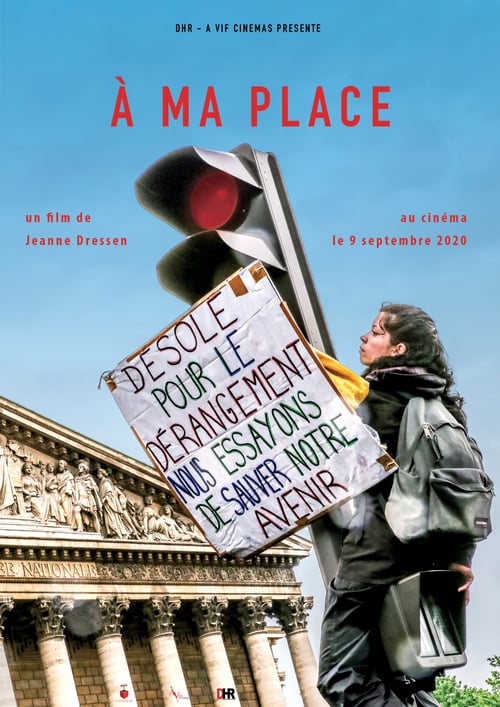 DHR - A VIF CINEMAS PRESENTE
À MA PLACE
un film de
Jeanne Dressen
au cinéma
le 9 septembre 2020
DÉSOLÉ
POUR LE
DÉRANGEMENT
NOUS ESSAYONS
DE SAUVER NOTRE
AVENIR
NATIONALE
DHR